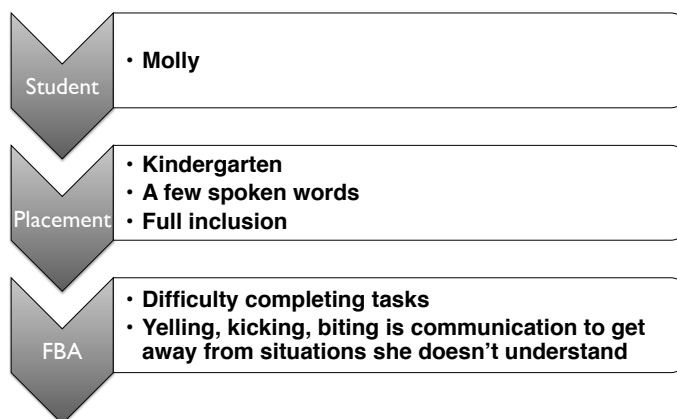 Student
• Molly
Placement
• Kindergarten
• A few spoken words
• Full inclusion
FBA
• Difficulty completing tasks
• Yelling, kicking, biting is communication to get
away from situations she doesn't understand